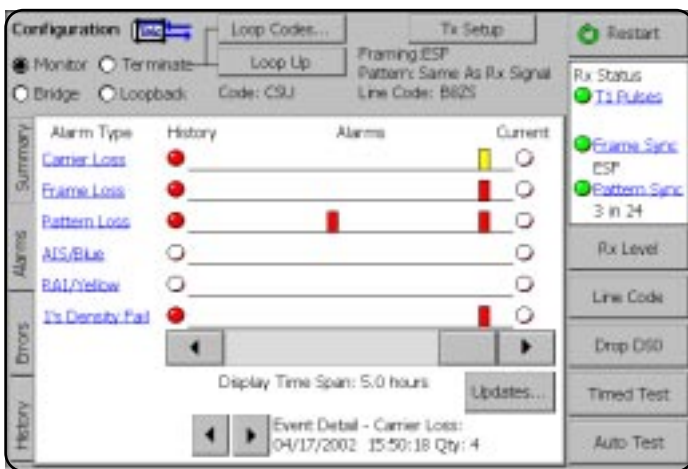 Configuration
Loop Codes...
Tx Setup
Restart
Monitor
Terminate
Loop Up
Framing:ESF
Pattern: Same As Rx Signal
Bridge
Loopback
Code: CSU
Line Code: B8ZS
Rx Status
T1 Pulses
Frame Sync
ESF
Pattern Sync
3 in 24
Summary
Alarms
Errors
History
Alarm Type
History
Alarms
Current
Carrier Loss
Frame Loss
Pattern Loss
AIS/Blue
RAI/Yellow
1's Density Fail
Display Time Span: 5.0 hours
Updates...
Event Detail - Carrier Loss:
04/17/2002 15:50:18 Qty: 4
Rx Level
Line Code
Drop DS0
Timed Test
Auto Test